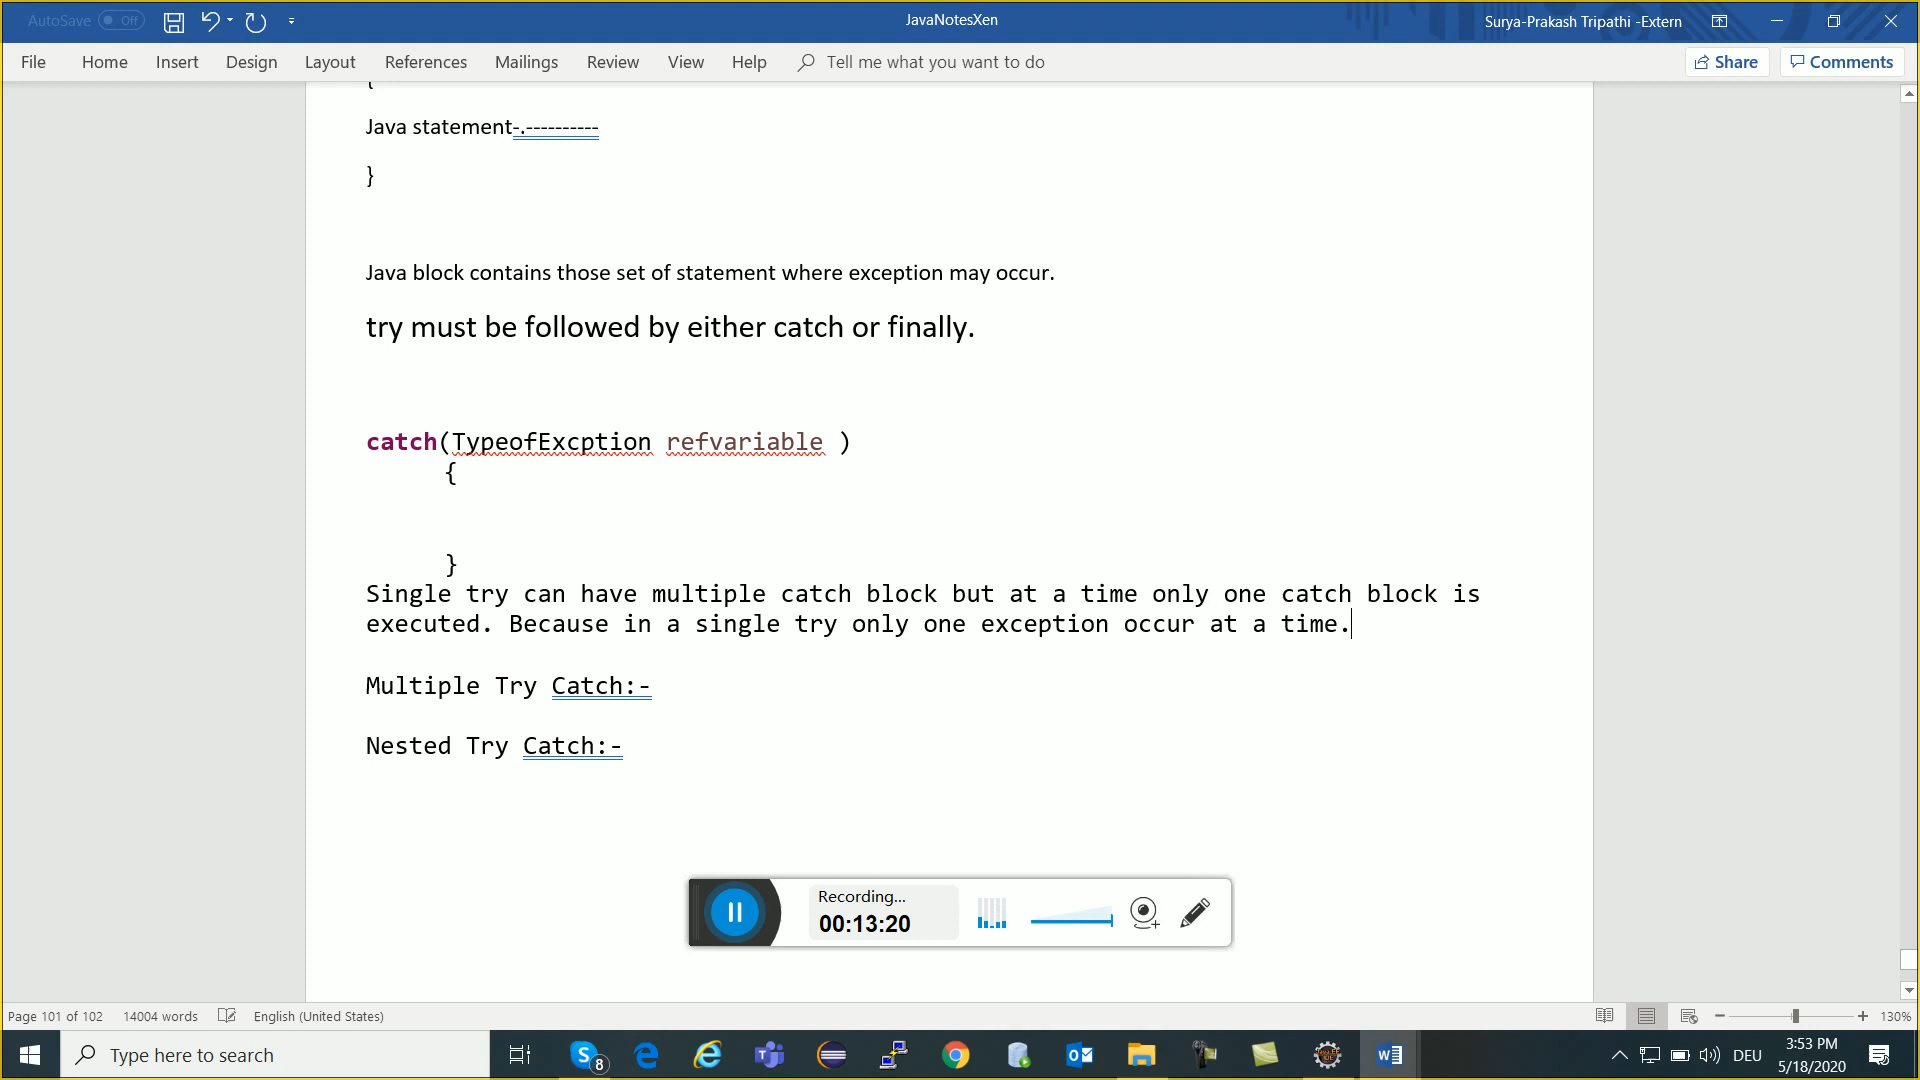 AutoSave Off JavaNotesXen Surya-Prakash Tripathi -Extern
File Home Insert Design Layout References Mailings Review View Help Tell me what you want to do Share Comments
{
Java statement-.----------
}
Java block contains those set of statement where exception may occur.
try must be followed by either catch or finally.
catch(TypeofExcption refvariable )
{
}
Single try can have multiple catch block but at a time only one catch block is
executed. Because in a single try only one exception occur at a time.
Multiple Try Catch:-
Nested Try Catch:-
Recording...
00:13:20
Page 101 of 102 14004 words English (United States) 130%
Type here to search 8 DEU 3:53 PM
5/18/2020